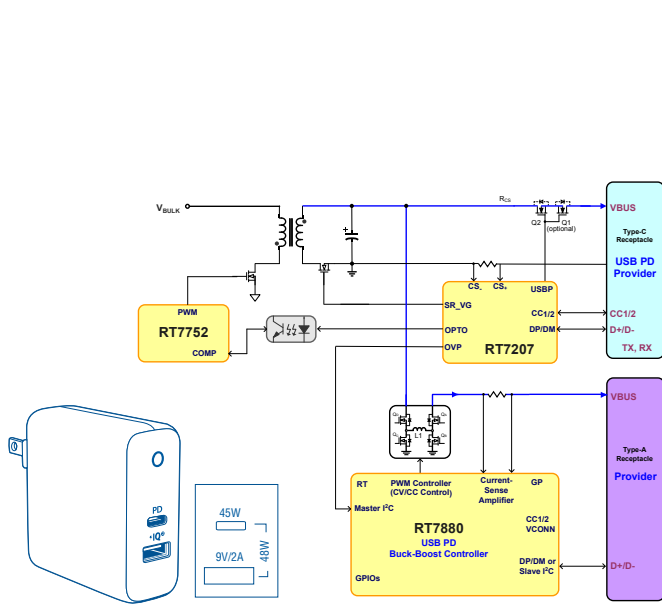 V BULK
R CS
Q2
Q1
(optional)
VBUS
Type-C
Receptacle
USB PD
Provider
CC1/2
D+/D-
TX, RX
PWM
RT7752
COMP
CS-
CS+
USBP
SR_VG
CC1/2
OPTO
DP/DM
OVP
RT7207
VBUS
Type-A
Receptacle
Provider
D+/D-
L1
RT
PWM Controller
(CV/CC Control)
Current-
Sense
Amplifier
GP
Master I²C
RT7880
USB PD
Buck-Boost Controller
CC1/2
VCONN
DP/DM or
Slave I²C
GPIOs
PD
·IQ®
45W
9V/2A
48W